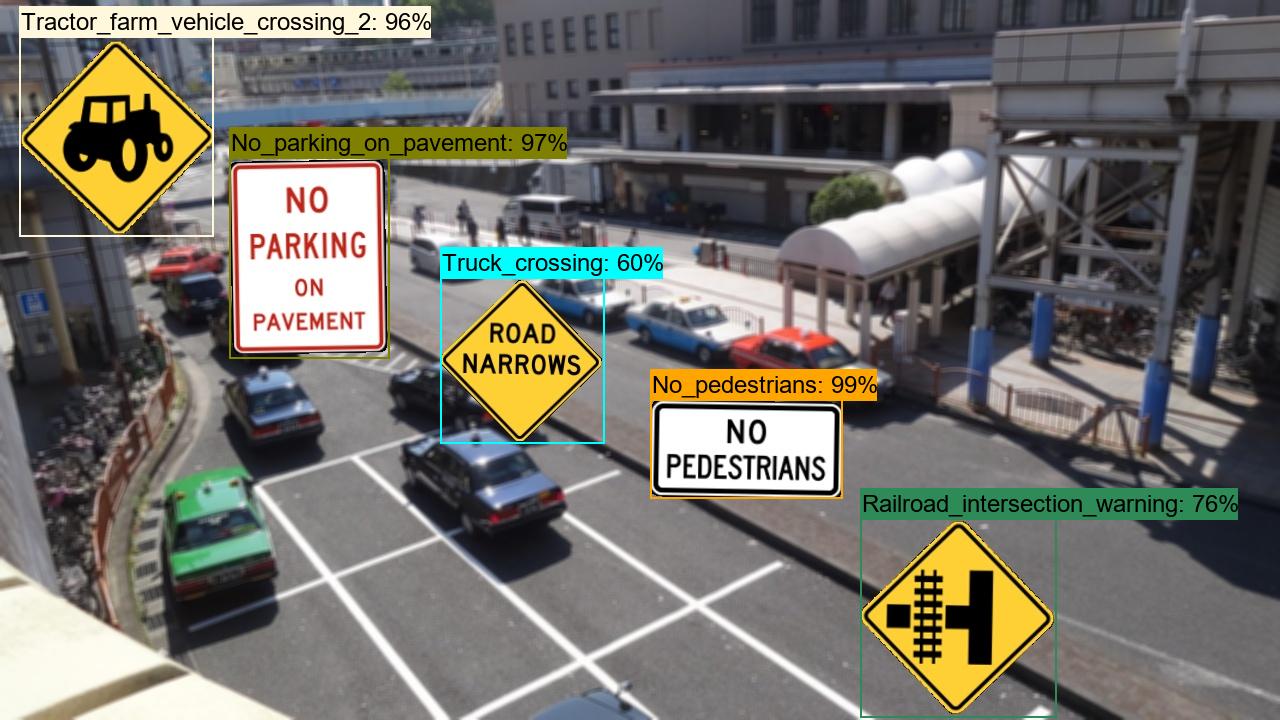 Tractor_farm_vehicle_crossing_2: 96%
No_parking_on_pavement: 97%
NO
PARKING
ON
PAVEMENT
Truck_crossing: 60%
ROAD
NARROWS
No_pedestrians: 99%
NO
PEDESTRIANS
Railroad_intersection_warning: 76%